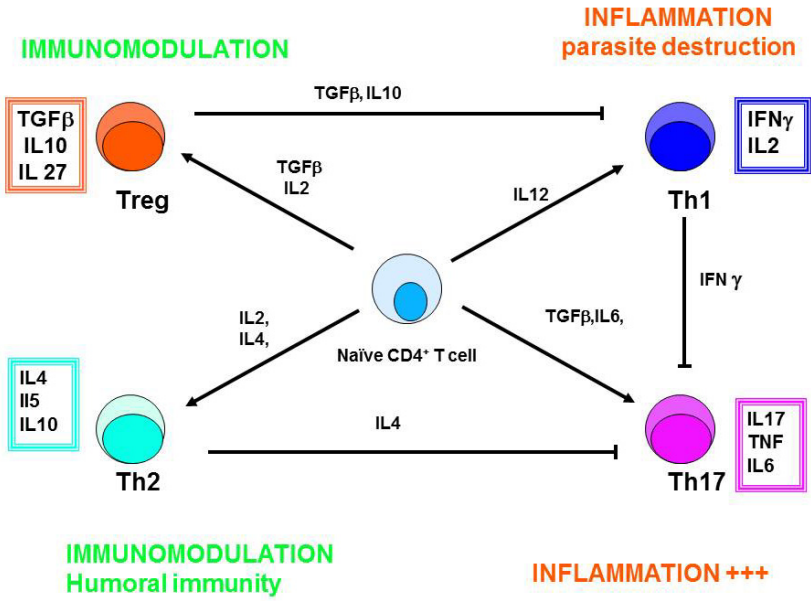 INFLAMMATION
parasite destruction
IMMUNOMODULATION
TGFβ, IL10
TGFβ
IL10
IL 27
IFNγ
IL2
TGFβ
IL2
IL12
Treg
Th1
IFN γ
IL2,
IL4,
TGFβ,IL6,
Naïve CD4⁺ T cell
IL4
Il5
IL10
IL4
IL17
TNF
IL6
Th2
Th17
IMMUNOMODULATION
Humoral immunity
INFLAMMATION +++